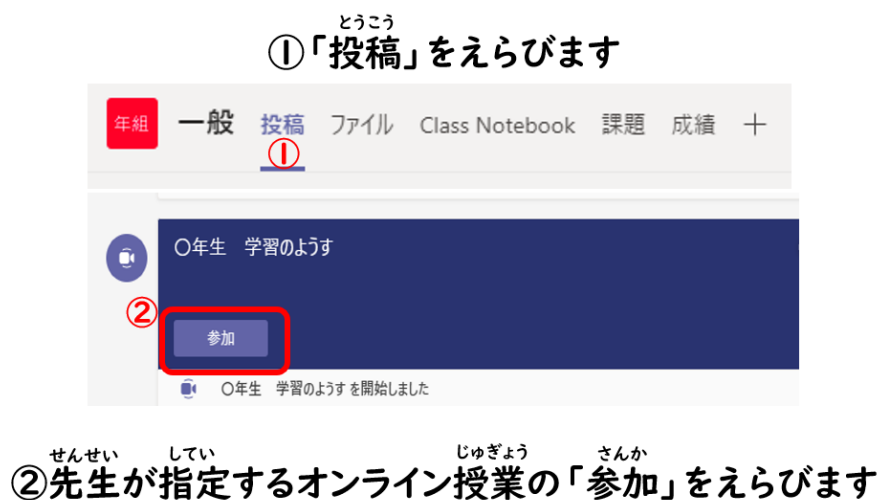 とうこう
①「投稿」をえらびます
年組 一般 投稿 ファイル Class Notebook 課題 成績 +
①
〇年生 学習のようす
②
参加
〇年生 学習のようす を開始しました
せんせい してい じゅぎょう さんか
②先生が指定するオンライン授業の「参加」をえらびます